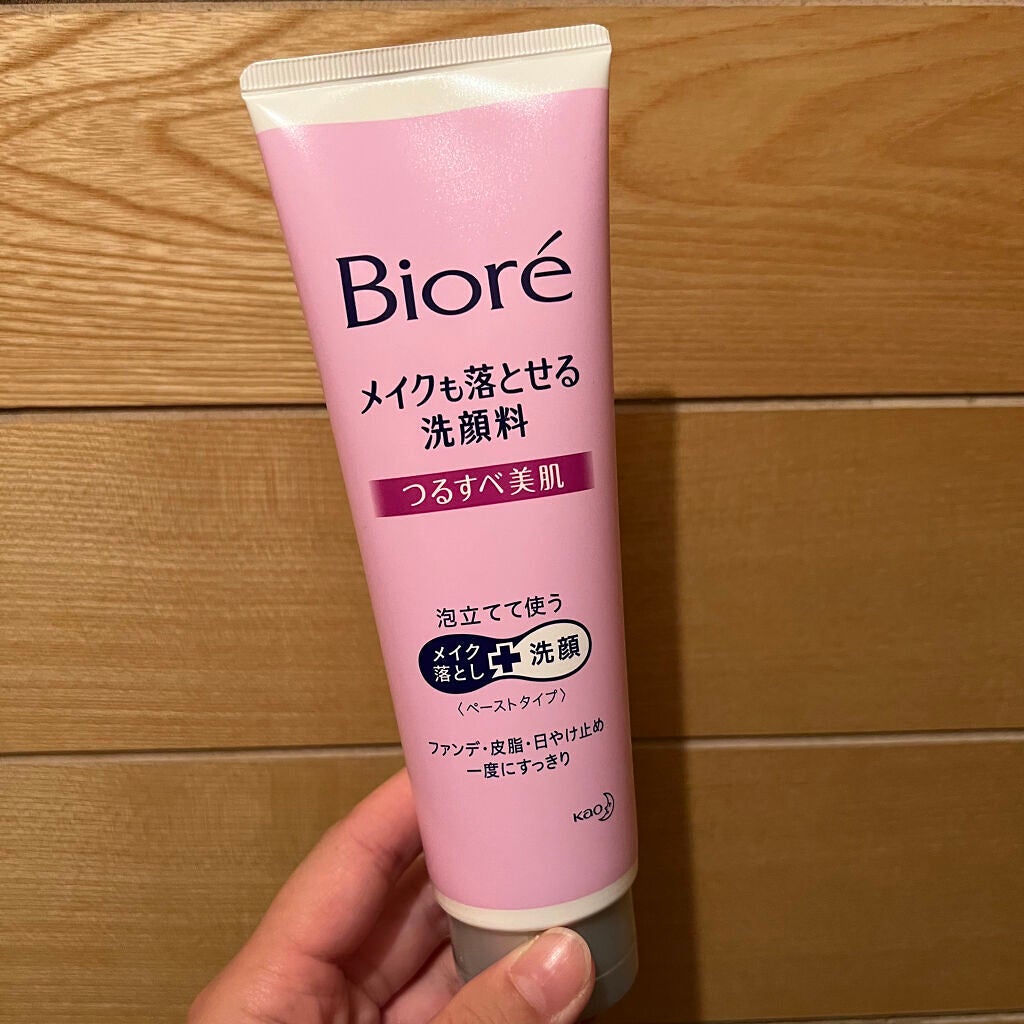 Bioré
メイクも落とせる
洗顔料
つるすべ美肌
泡立てて使う
メイク
落とし
洗顔
〈ペーストタイプ〉
ファンデ・皮脂・日やけ止め
一度にすっきり
Kao